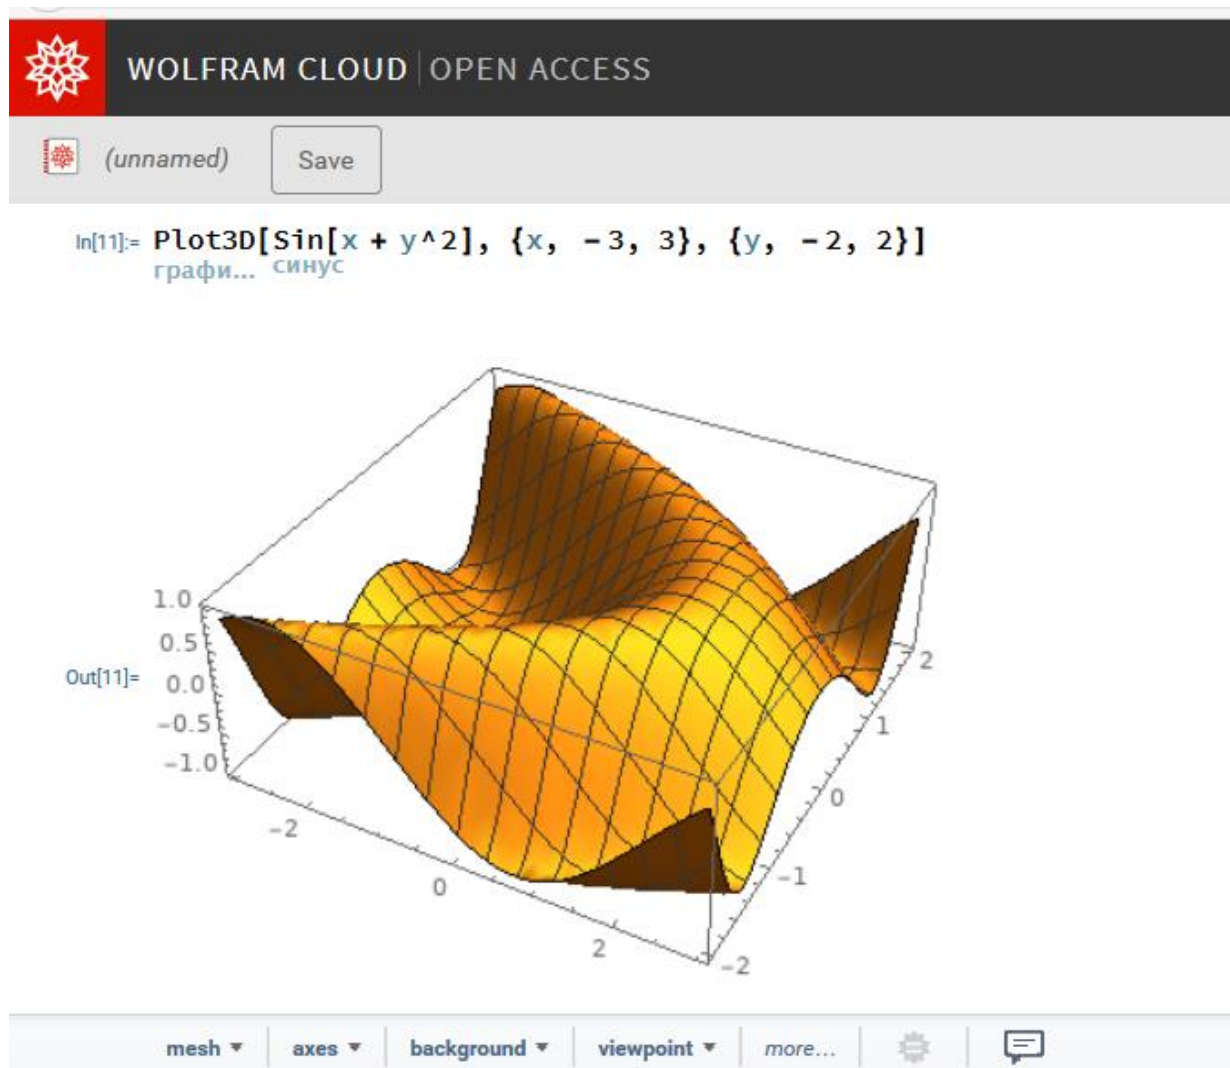 WOLFRAM CLOUD | OPEN ACCESS
(unnamed) Save
In[11]:= Plot3D[Sin[x + y^2], {x, -3, 3}, {y, -2, 2}]
графи... синус
1.0
0.5
2
Out[11]= 0.0
-0.5
1
-1.0
0
-2
-1
0
2
-2
mesh ▼ axes ▼ background ▼ viewpoint ▼ more...